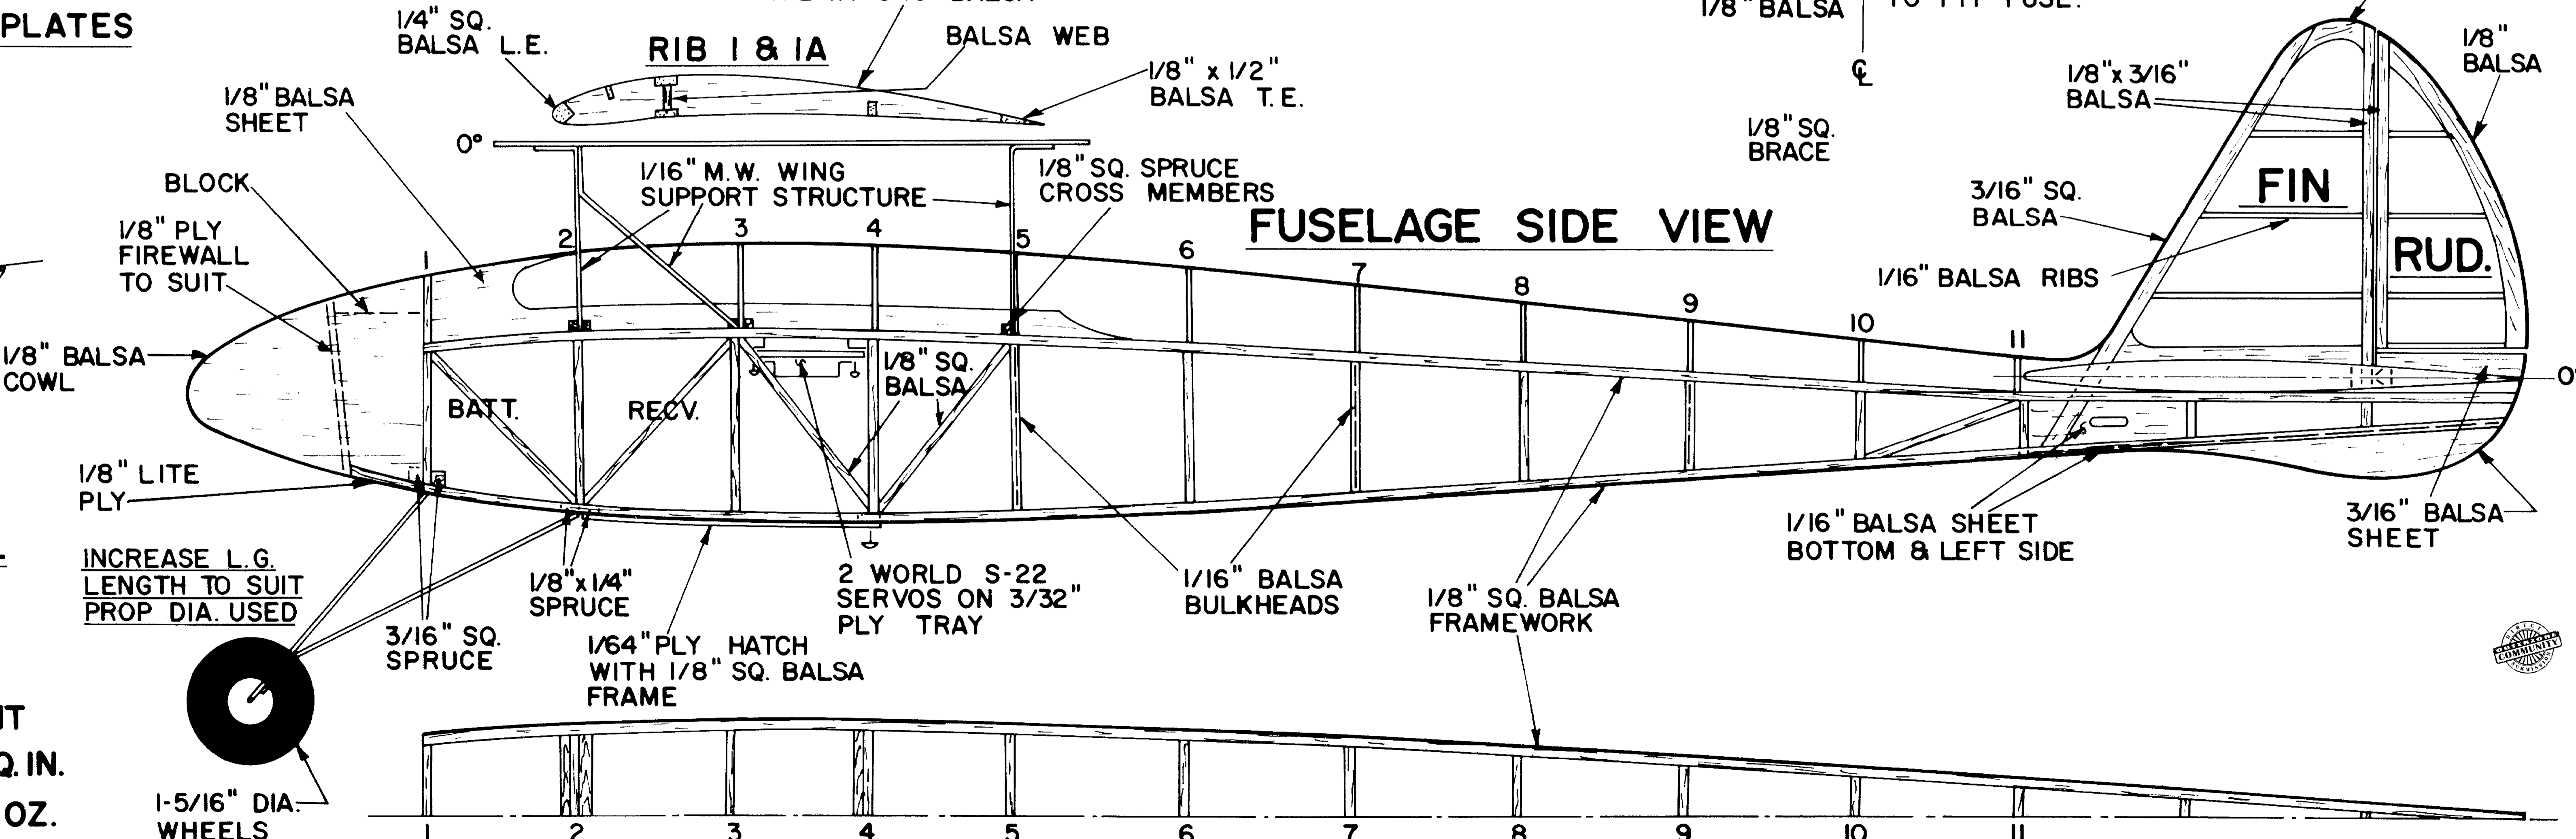 PLATES
1/4" SQ.
BALSA L.E.
RIB 1 & 1A
BALSA WEB
1/8" x 1/2"
BALSA T.E.
1/8" BALSA
TO FIT FUSE.
℄
1/8" SQ.
BRACE
1/8" x 3/16"
BALSA
1/8"
BALSA
1/8" BALSA
SHEET
0°
BLOCK
1/16" M.W. WING
SUPPORT STRUCTURE
1/8" SQ. SPRUCE
CROSS MEMBERS
FUSELAGE SIDE VIEW
3/16" SQ.
BALSA
FIN
RUD.
1/16" BALSA RIBS
1/8" PLY
FIREWALL
TO SUIT
1 2 3 4 5 6 7 8 9 10 11
1/8" BALSA
COWL
BATT.
RECV.
1/8" SQ.
BALSA
0°
1/8" LITE
PLY
INCREASE L.G.
LENGTH TO SUIT
PROP DIA. USED
3/16" SQ.
SPRUCE
1/8" x 1/4"
SPRUCE
1/64" PLY HATCH
WITH 1/8" SQ. BALSA
FRAME
2 WORLD S-22
SERVOS ON 3/32"
PLY TRAY
1/16" BALSA
BULKHEADS
1/8" SQ. BALSA
FRAMEWORK
1/16" BALSA SHEET
BOTTOM & LEFT SIDE
3/16" BALSA
SHEET
COMMUNITY
Q. IN.
OZ.
1-5/16" DIA.
WHEELS
1 2 3 4 5 6 7 8 9 10 11